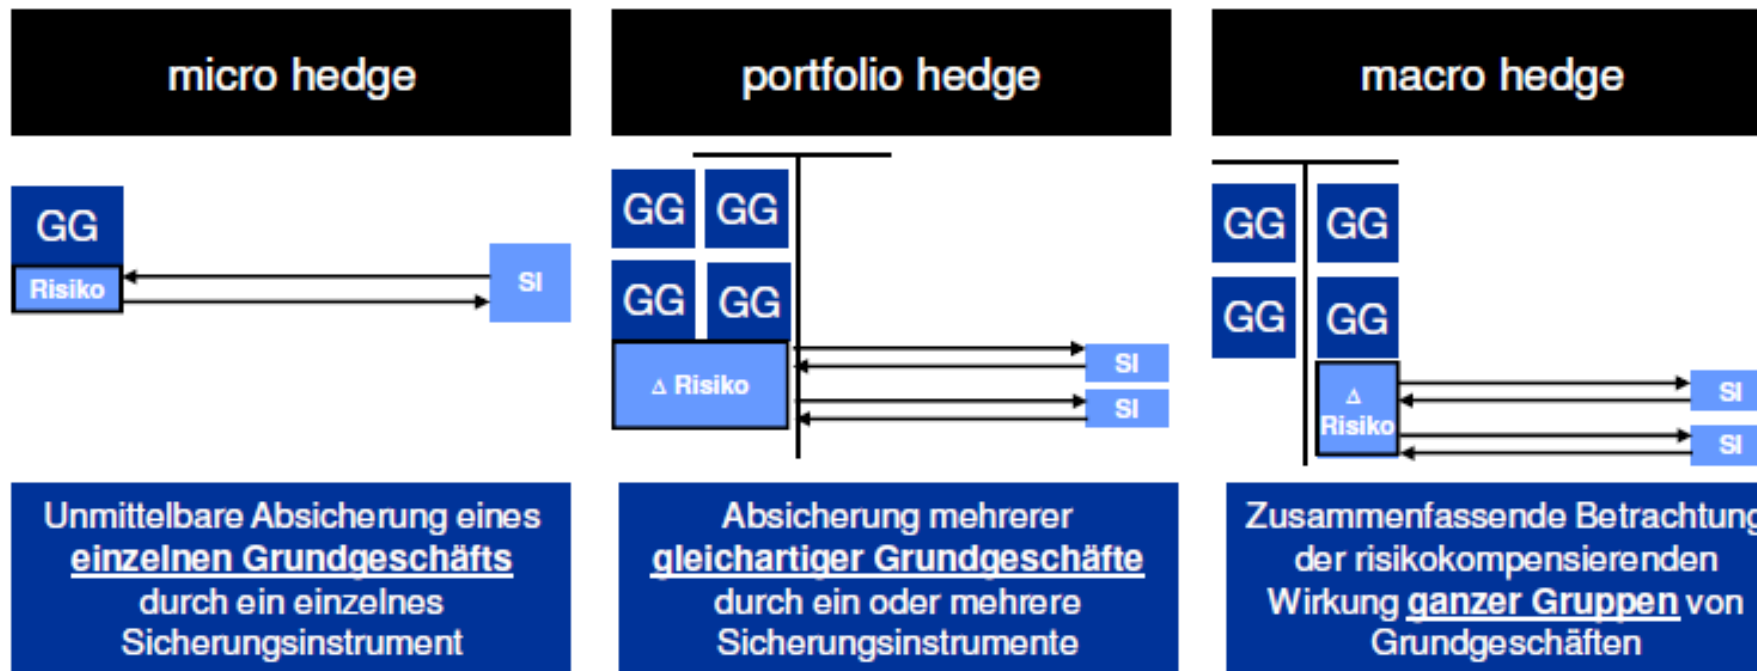 micro hedge
GG
Risiko
SI
Unmittelbare Absicherung eines
einzelnen Grundgeschäfts
durch ein einzelnes
Sicherungsinstrument
portfolio hedge
GG GG
GG GG
Δ Risiko
SI
SI
Absicherung mehrerer
gleichartiger Grundgeschäfte
durch ein oder mehrere
Sicherungsinstrumente
macro hedge
GG GG
GG GG
Δ
Risiko
SI
SI
Zusammenfassende Betrachtung
der risikokompensierenden
Wirkung ganzer Gruppen von
Grundgeschäften